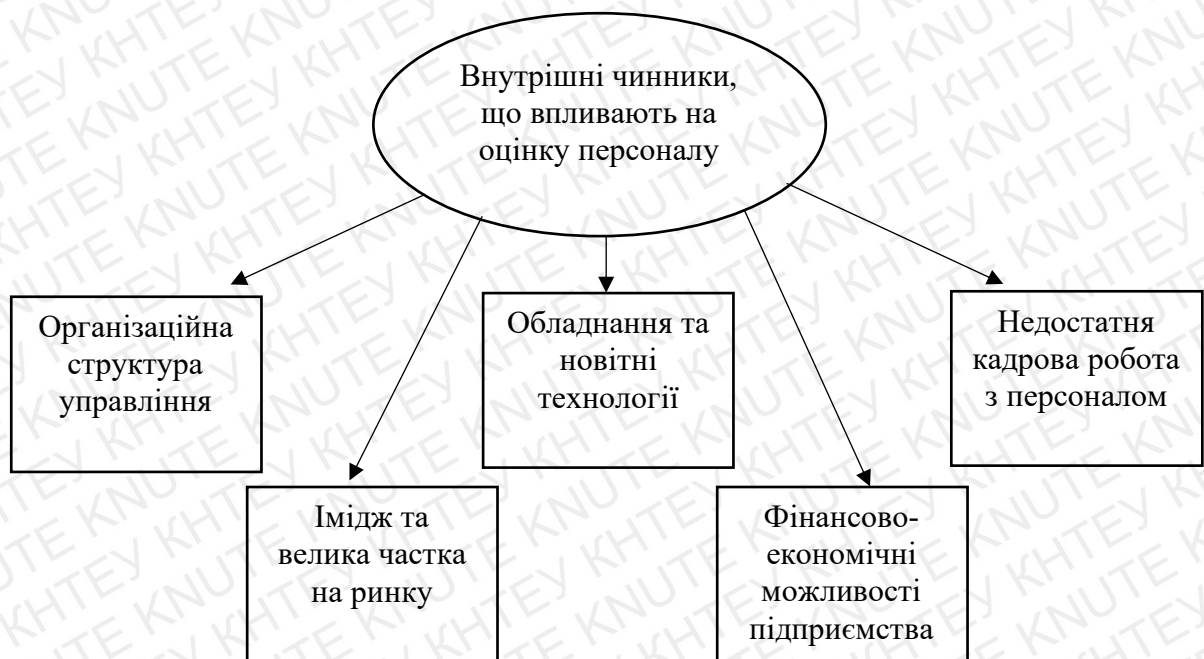 Внутрішні чинники,
що впливають на
оцінку персоналу
Організаційна
структура
управління
Обладнання та
новітні
технології
Недостатня
кадрова робота
з персоналом
Імідж та
велика частка
на ринку
Фінансово-
економічні
можливості
підприємства